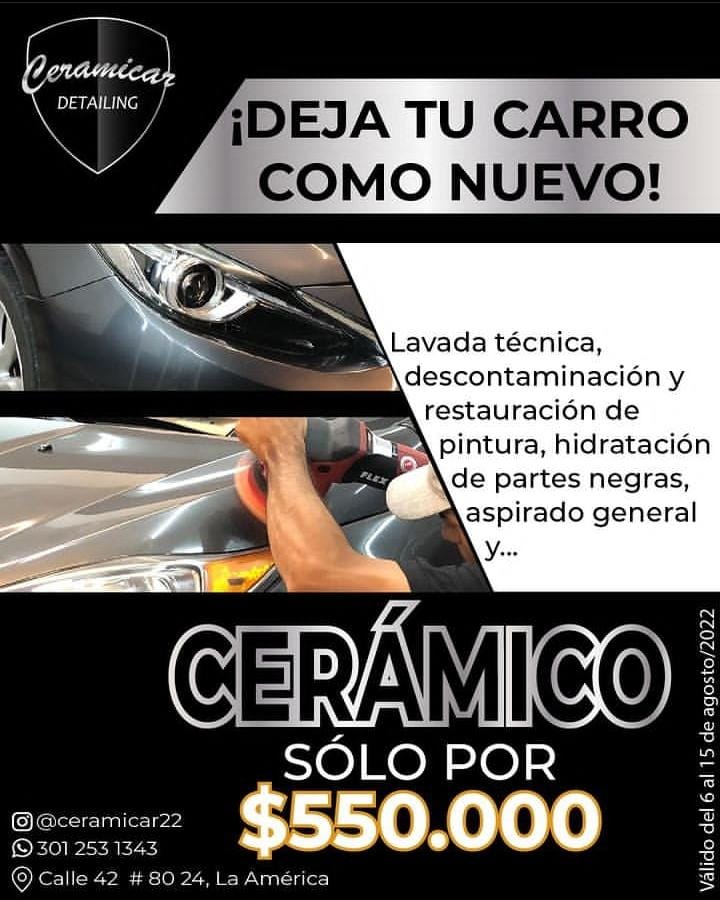 Ceramicar
DETAILING
¡DEJA TU CARRO
COMO NUEVO!
Lavada técnica,
descontaminación y
restauración de
pintura, hidratación
de partes negras,
aspirado general
y...
FLEX
CERÁMICO
SÓLO POR
$550.000
@ceramicar22
301 253 1343
Calle 42 # 80 24, La América
Válido del 6 al 15 de agosto/2022